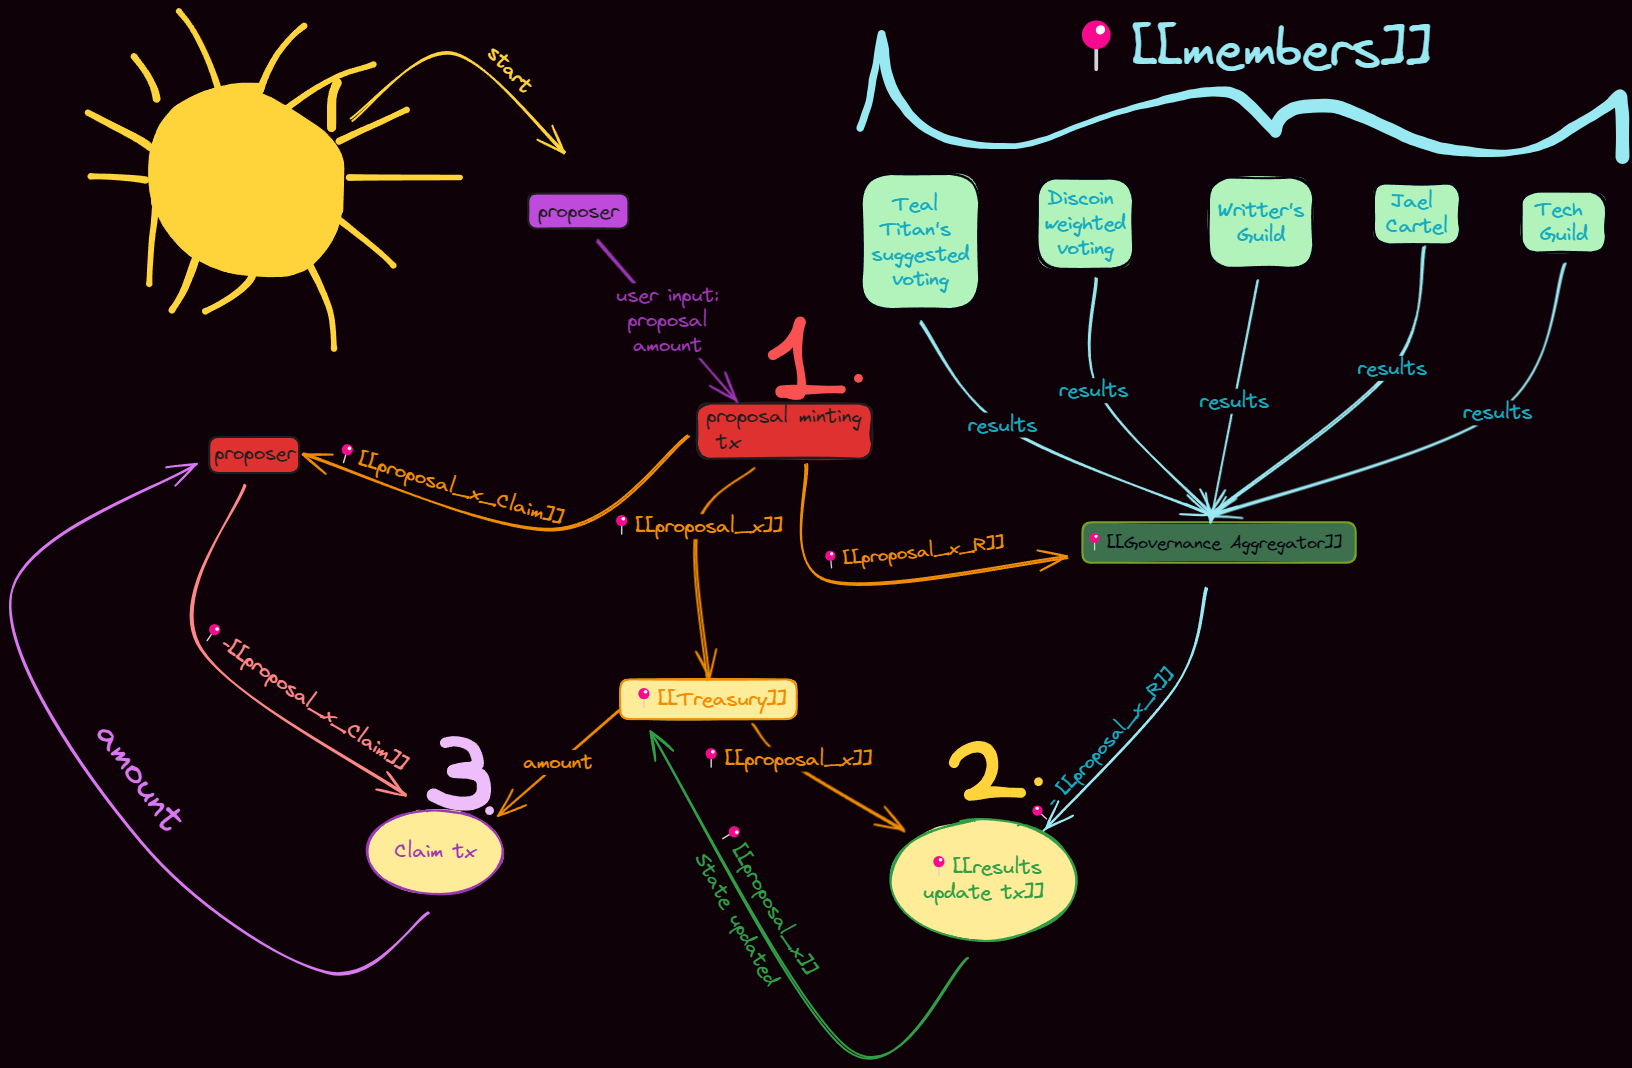 start
[[members]]
proposer
Teal
Titan's
suggested
voting
Discoin
weighted
voting
Writter's
Guild
Jael
Cartel
Tech
Guild
user input:
proposal
amount
1.
results
results
results
results
results
proposal minting
tx
proposer
[[proposal_x_Claim]]
[[proposal_x]]
[[proposal_x_R]]
[[Governance Aggregator]]
-[[proposal_x_Claim]]
[[Treasury]]
-[[proposal_x_R]]
amount
amount
[[proposal_x]]
3.
2.
Claim tx
[[results
update tx]]
[[proposal_x]]
State updated